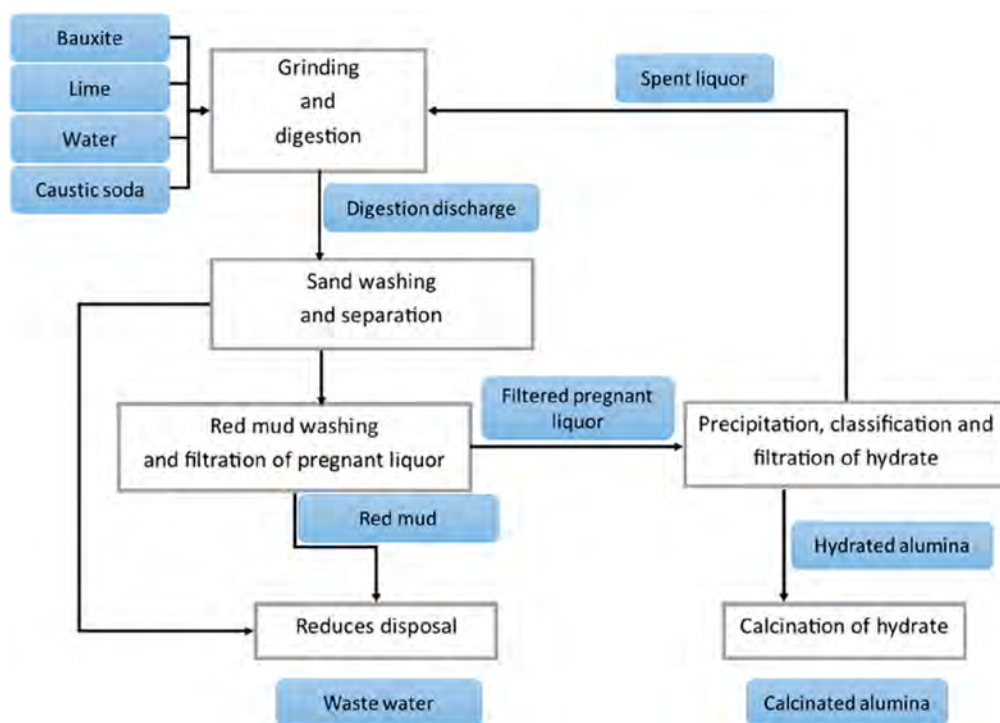 Bauxite
Lime
Water
Caustic soda
Grinding
and
digestion
Spent liquor
Digestion discharge
Sand washing
and separation
Red mud washing
and filtration of pregnant liquor
Filtered pregnant
liquor
Precipitation, classification and
filtration of hydrate
Red mud
Hydrated alumina
Reduces disposal
Calcination of hydrate
Waste water
Calcinated alumina